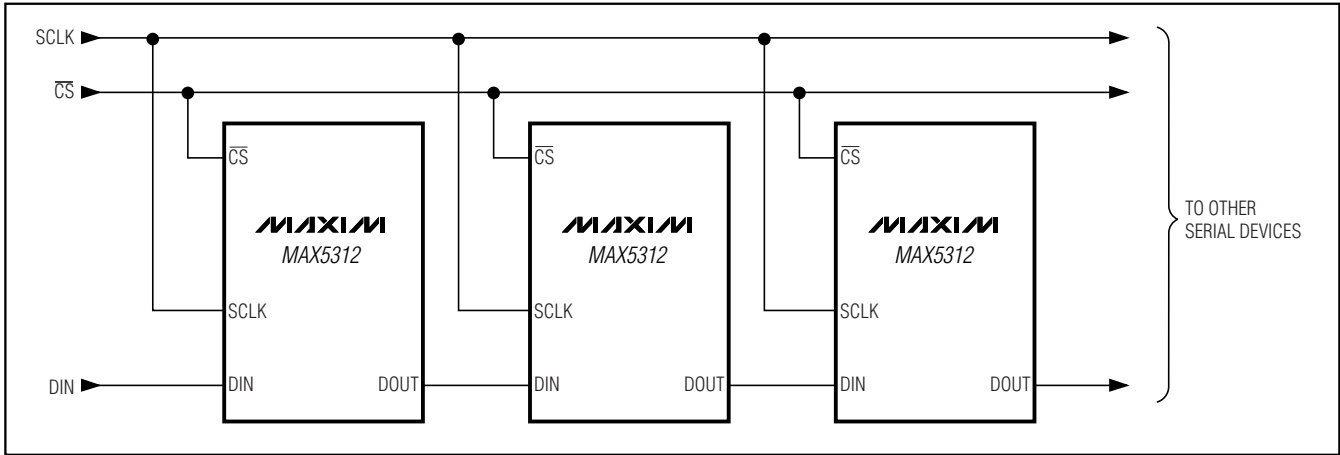 SCLK
CS
CS
CS
CS
MAXIM
MAX5312
MAXIM
MAX5312
MAXIM
MAX5312
TO OTHER
SERIAL DEVICES
SCLK
SCLK
SCLK
DIN
DIN
DOUT
DIN
DOUT
DIN
DOUT